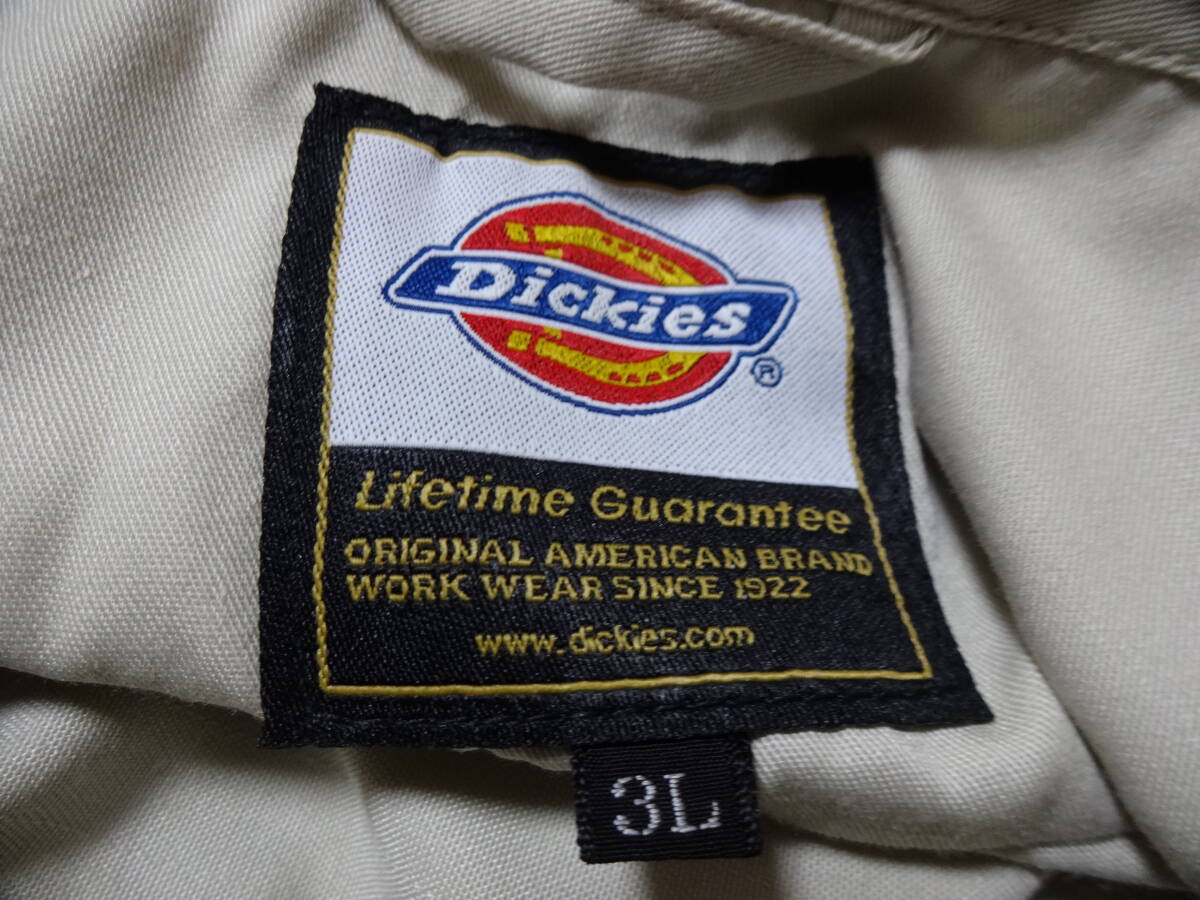 Dickies
®
Lifetime Guarantee
ORIGINAL AMERICAN BRAND
WORK WEAR SINCE 1922
www.dickies.com
3L